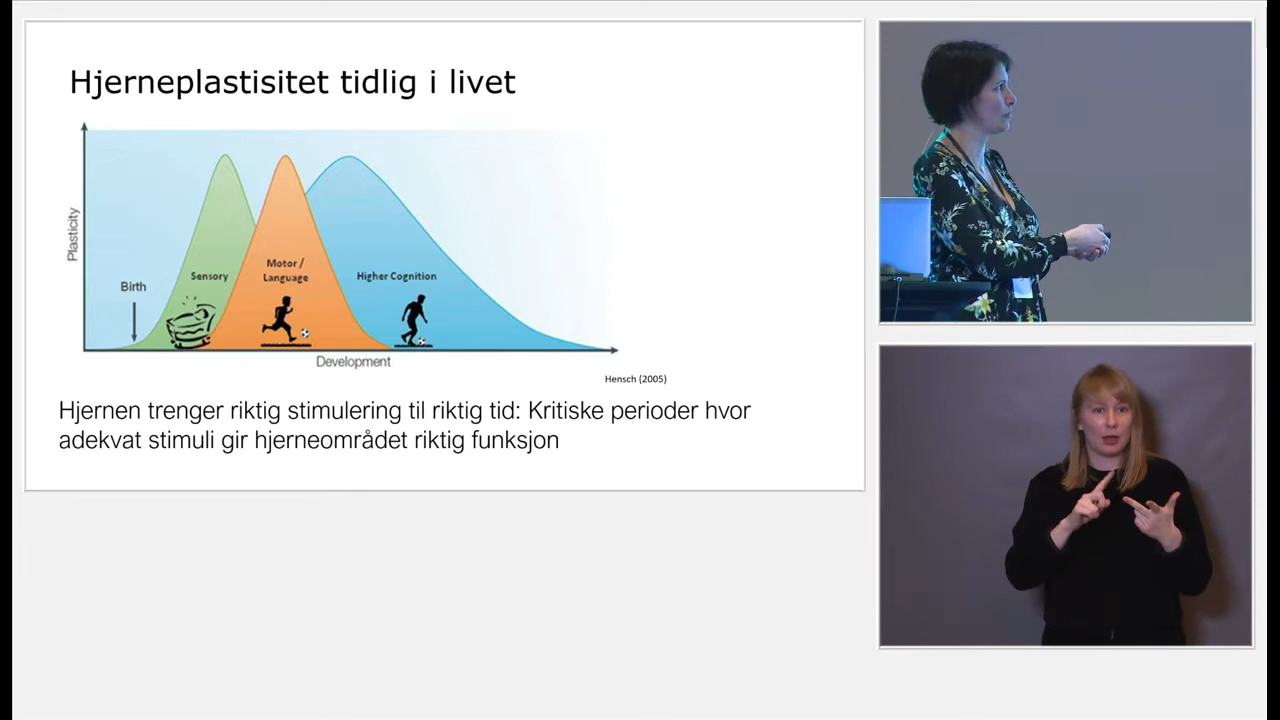 Hjerneplastisitet tidlig i livet
Plasticity
Birth
Sensory
Motor /
Language
Higher Cognition
Development
Hensch (2005)
Hjernen trenger riktig stimulering til riktig tid: Kritiske perioder hvor
adekvat stimuli gir hjerneområdet riktig funksjon